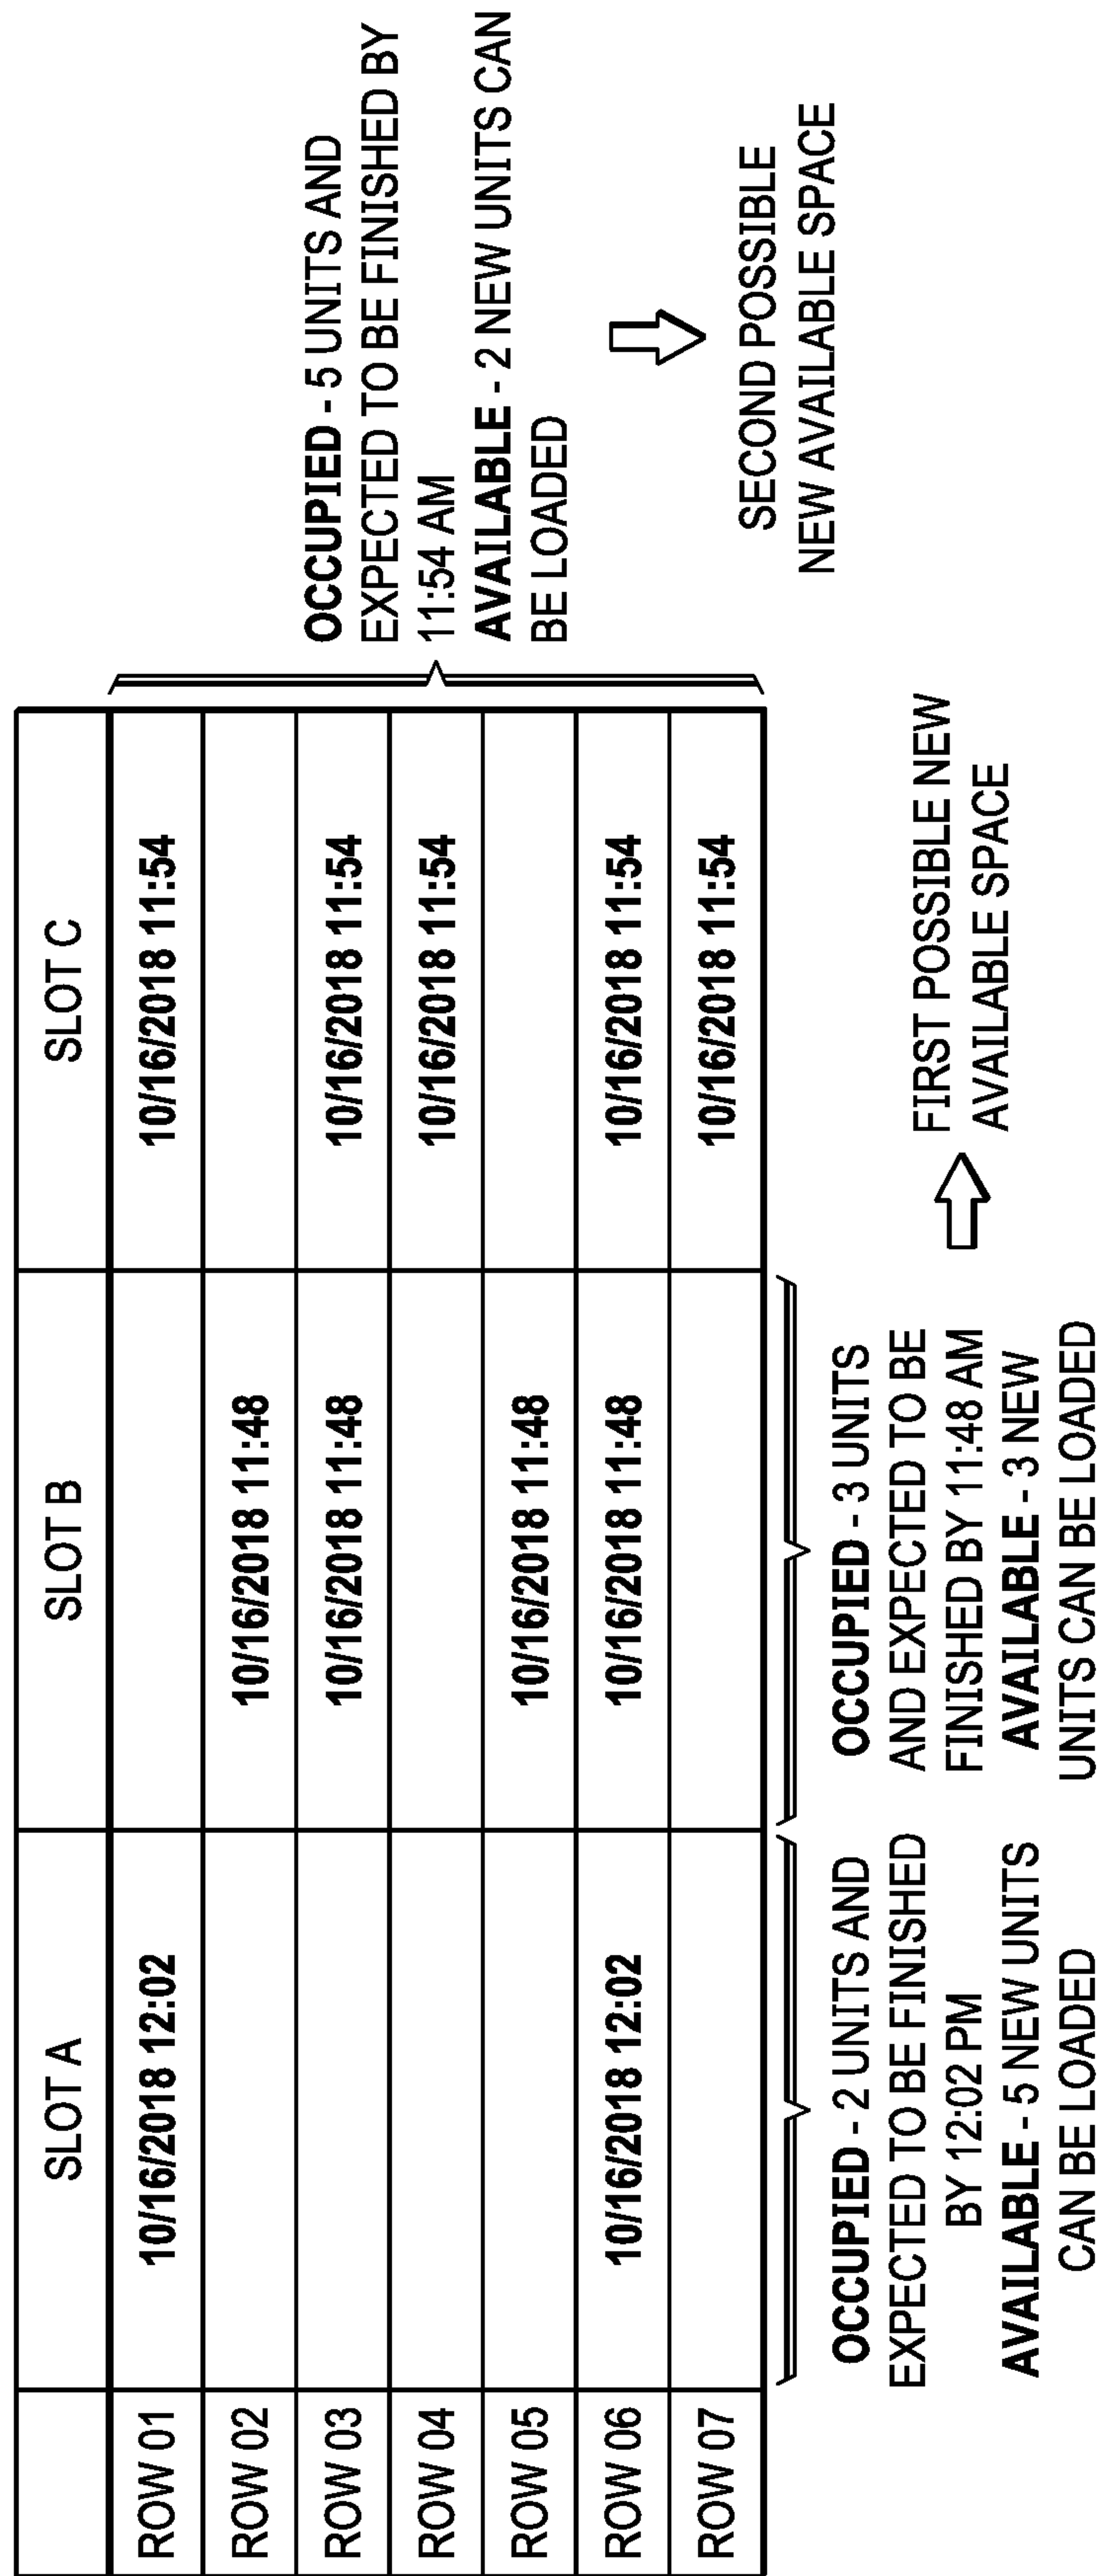 SLOT A SLOT B SLOT C
ROW 01 10/16/2018 12:02 10/16/2018 11:54
ROW 02 10/16/2018 11:48
ROW 03 10/16/2018 11:48 10/16/2018 11:54
ROW 04 10/16/2018 11:54
ROW 05 10/16/2018 11:48
ROW 06 10/16/2018 12:02 10/16/2018 11:48 10/16/2018 11:54
ROW 07 10/16/2018 11:54
OCCUPIED - 5 UNITS AND
EXPECTED TO BE FINISHED BY
11:54 AM
AVAILABLE - 2 NEW UNITS CAN
BE LOADED
SECOND POSSIBLE
NEW AVAILABLE SPACE
OCCUPIED - 2 UNITS AND
EXPECTED TO BE FINISHED
BY 12:02 PM
AVAILABLE - 5 NEW UNITS
CAN BE LOADED
OCCUPIED - 3 UNITS
AND EXPECTED TO BE
FINISHED BY 11:48 AM
AVAILABLE - 3 NEW
UNITS CAN BE LOADED
FIRST POSSIBLE NEW
AVAILABLE SPACE